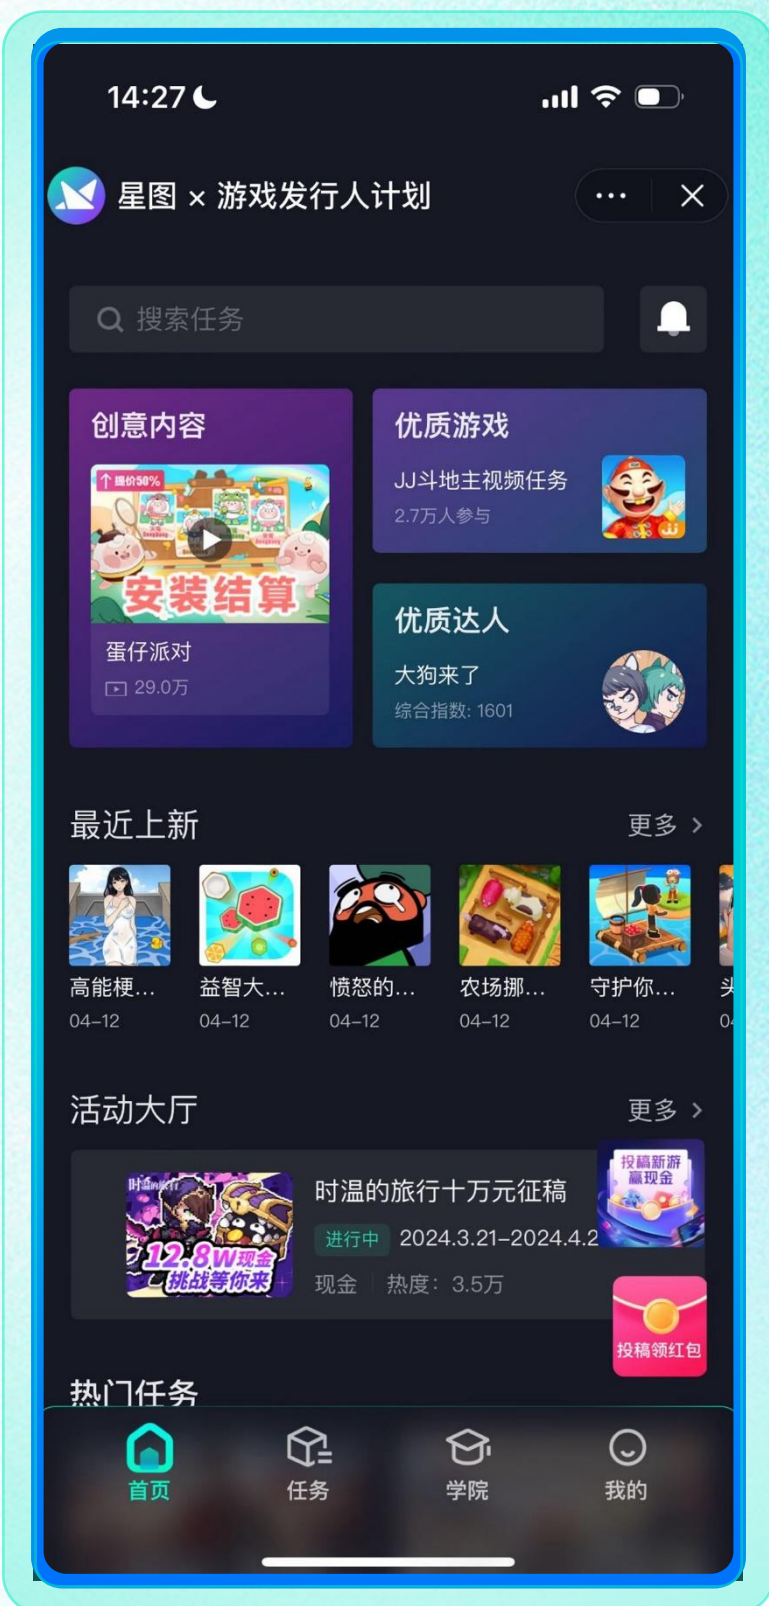 14:27
星图 × 游戏发行人计划
搜索任务
创意内容
提价50%
安装结算
蛋仔派对
29.0万
优质游戏
JJ斗地主视频任务
2.7万人参与
jj
优质达人
大狗来了
综合指数: 1601
最近上新
更多
高能梗...
04-12
益智大...
04-12
愤怒的...
04-12
农场挪...
04-12
守护你...
04-12
活动大厅
更多
时温的旅行
12.8W现金
挑战等你来
时温的旅行十万元征稿
进行中 2024.3.21-2024.4.2
现金 热度: 3.5万
投稿新游
赢现金
投稿领红包
热门任务
首页
任务
学院
我的